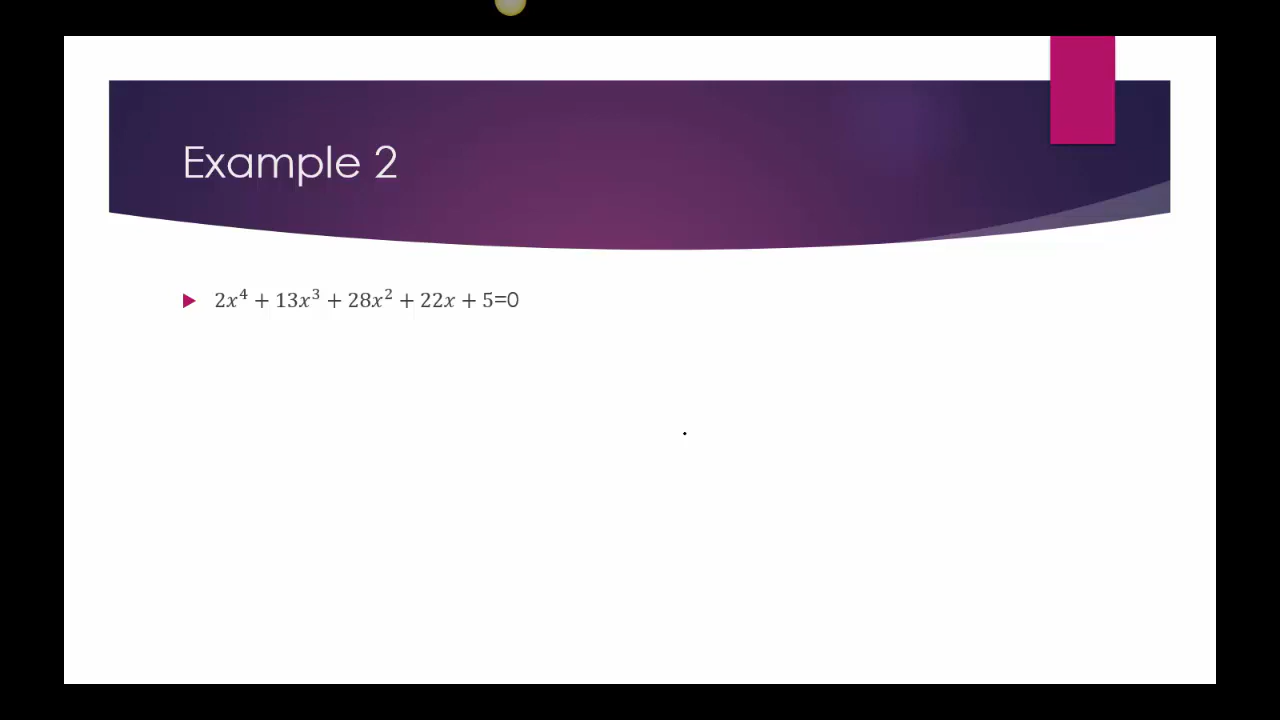 Example 2
2x⁴ + 13x³ + 28x² + 22x + 5=0